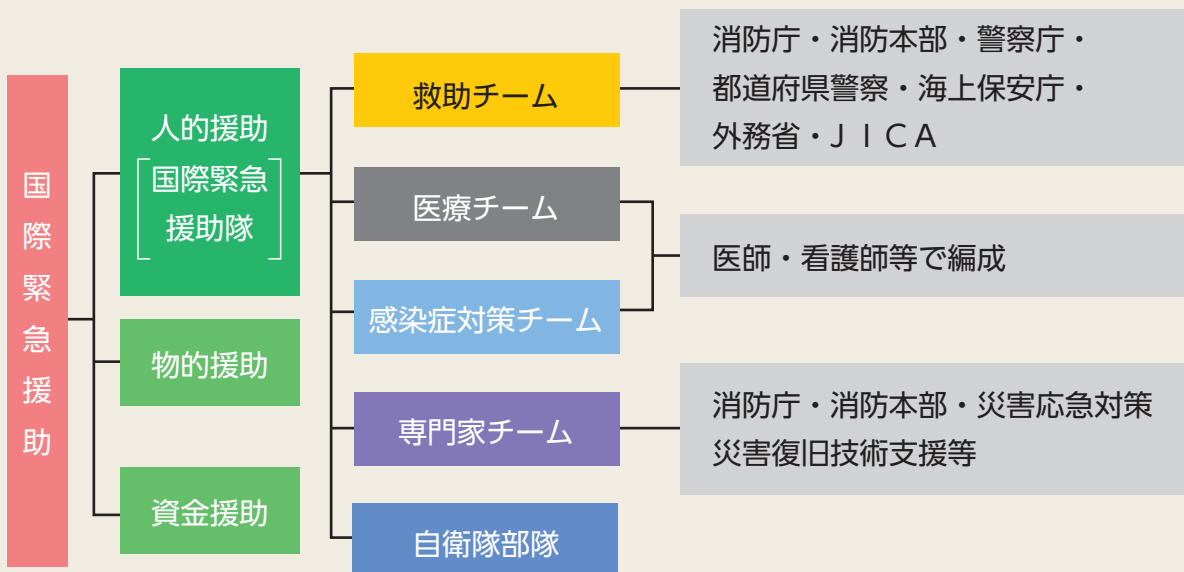 国際緊急援助
人的援助
国際緊急
援助隊
物的援助
資金援助
救助チーム
医療チーム
感染症対策チーム
専門家チーム
自衛隊部隊
消防庁・消防本部・警察庁・
都道府県警察・海上保安庁・
外務省・ＪＩＣＡ
医師・看護師等で編成
消防庁・消防本部・災害応急対策
災害復旧技術支援等